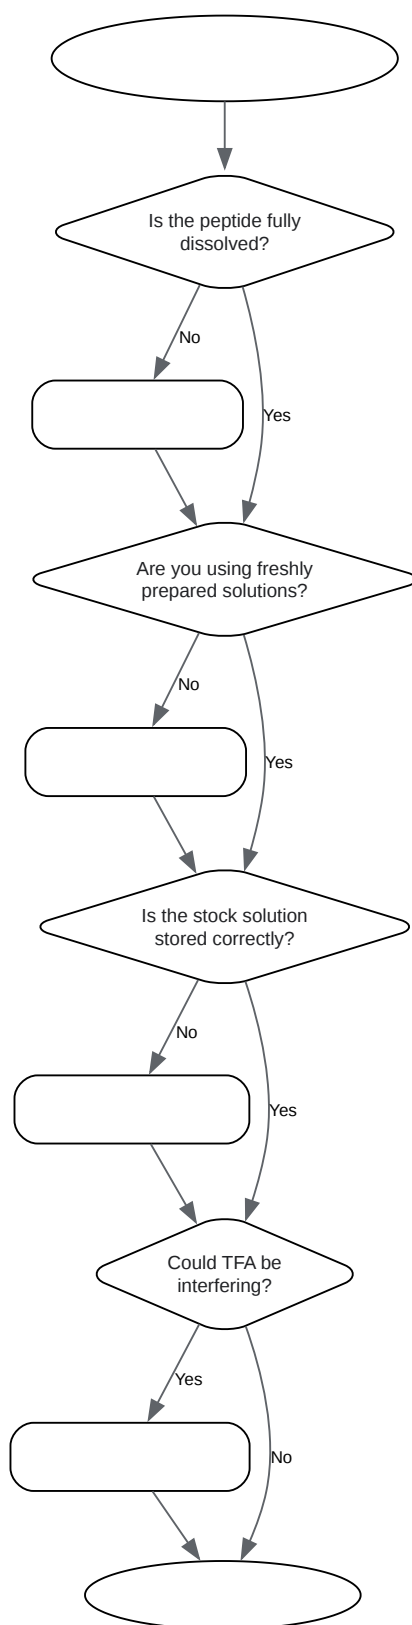 Is the peptide fully
dissolved?
No
Yes
Are you using freshly
prepared solutions?
No
Yes
Is the stock solution
stored correctly?
No
Yes
Could TFA be
interfering?
Yes
No